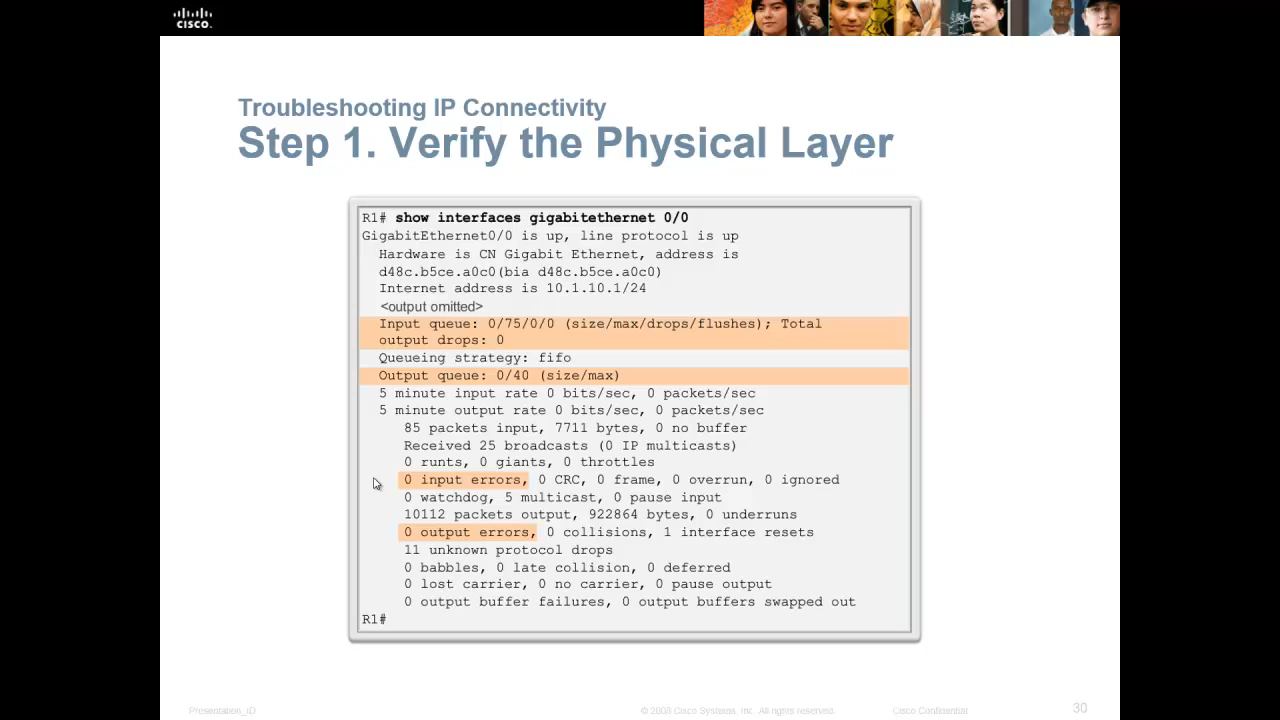 CISCO.
Troubleshooting IP Connectivity
Step 1. Verify the Physical Layer
R1# show interfaces gigabitethernet 0/0
GigabitEthernet0/0 is up, line protocol is up
Hardware is CN Gigabit Ethernet, address is
d48c.b5ce.a0c0(bia d48c.b5ce.a0c0)
Internet address is 10.1.10.1/24
<output omitted>
Input queue: 0/75/0/0 (size/max/drops/flushes); Total
output drops: 0
Queueing strategy: fifo
Output queue: 0/40 (size/max)
5 minute input rate 0 bits/sec, 0 packets/sec
5 minute output rate 0 bits/sec, 0 packets/sec
85 packets input, 7711 bytes, 0 no buffer
Received 25 broadcasts (0 IP multicasts)
0 runts, 0 giants, 0 throttles
0 input errors, 0 CRC, 0 frame, 0 overrun, 0 ignored
0 watchdog, 5 multicast, 0 pause input
10112 packets output, 922864 bytes, 0 underruns
0 output errors, 0 collisions, 1 interface resets
11 unknown protocol drops
0 babbles, 0 late collision, 0 deferred
0 lost carrier, 0 no carrier, 0 pause output
0 output buffer failures, 0 output buffers swapped out
R1#
Presentation_ID © 2008 Cisco Systems, Inc. All rights reserved. Cisco Confidential 30